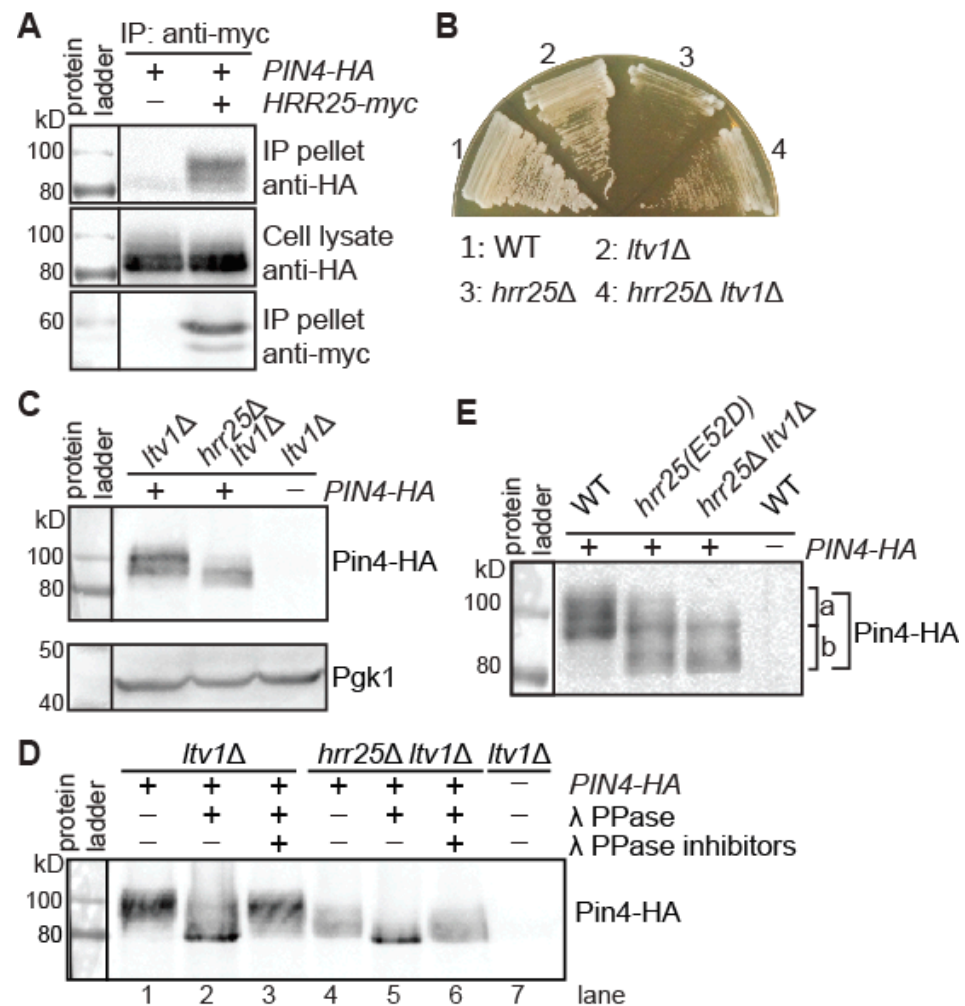 A
IP: anti-myc
protein
ladder
+ + PIN4-HA
– + HRR25-myc
kD
100
80
IP pellet
anti-HA
100
80
Cell lysate
anti-HA
60
IP pellet
anti-myc
B
1
2
3
4
1: WT 2: ltv1Δ
3: hrr25Δ 4: hrr25Δ ltv1Δ
C
protein
ladder
ltv1Δ
hrr25Δ
ltv1Δ
ltv1Δ
+ + – PIN4-HA
kD
100
80
Pin4-HA
50
40
Pgk1
E
protein
ladder
WT
hrr25(E52D)
hrr25Δ ltv1Δ
WT
+ + + – PIN4-HA
kD
100
80
a
b
Pin4-HA
D
protein
ladder
ltv1Δ hrr25Δ ltv1Δ ltv1Δ
+ + + + + + – PIN4-HA
– + + – + + λ PPase
– – + – – + λ PPase inhibitors
kD
100
80
Pin4-HA
1 2 3 4 5 6 7 lane